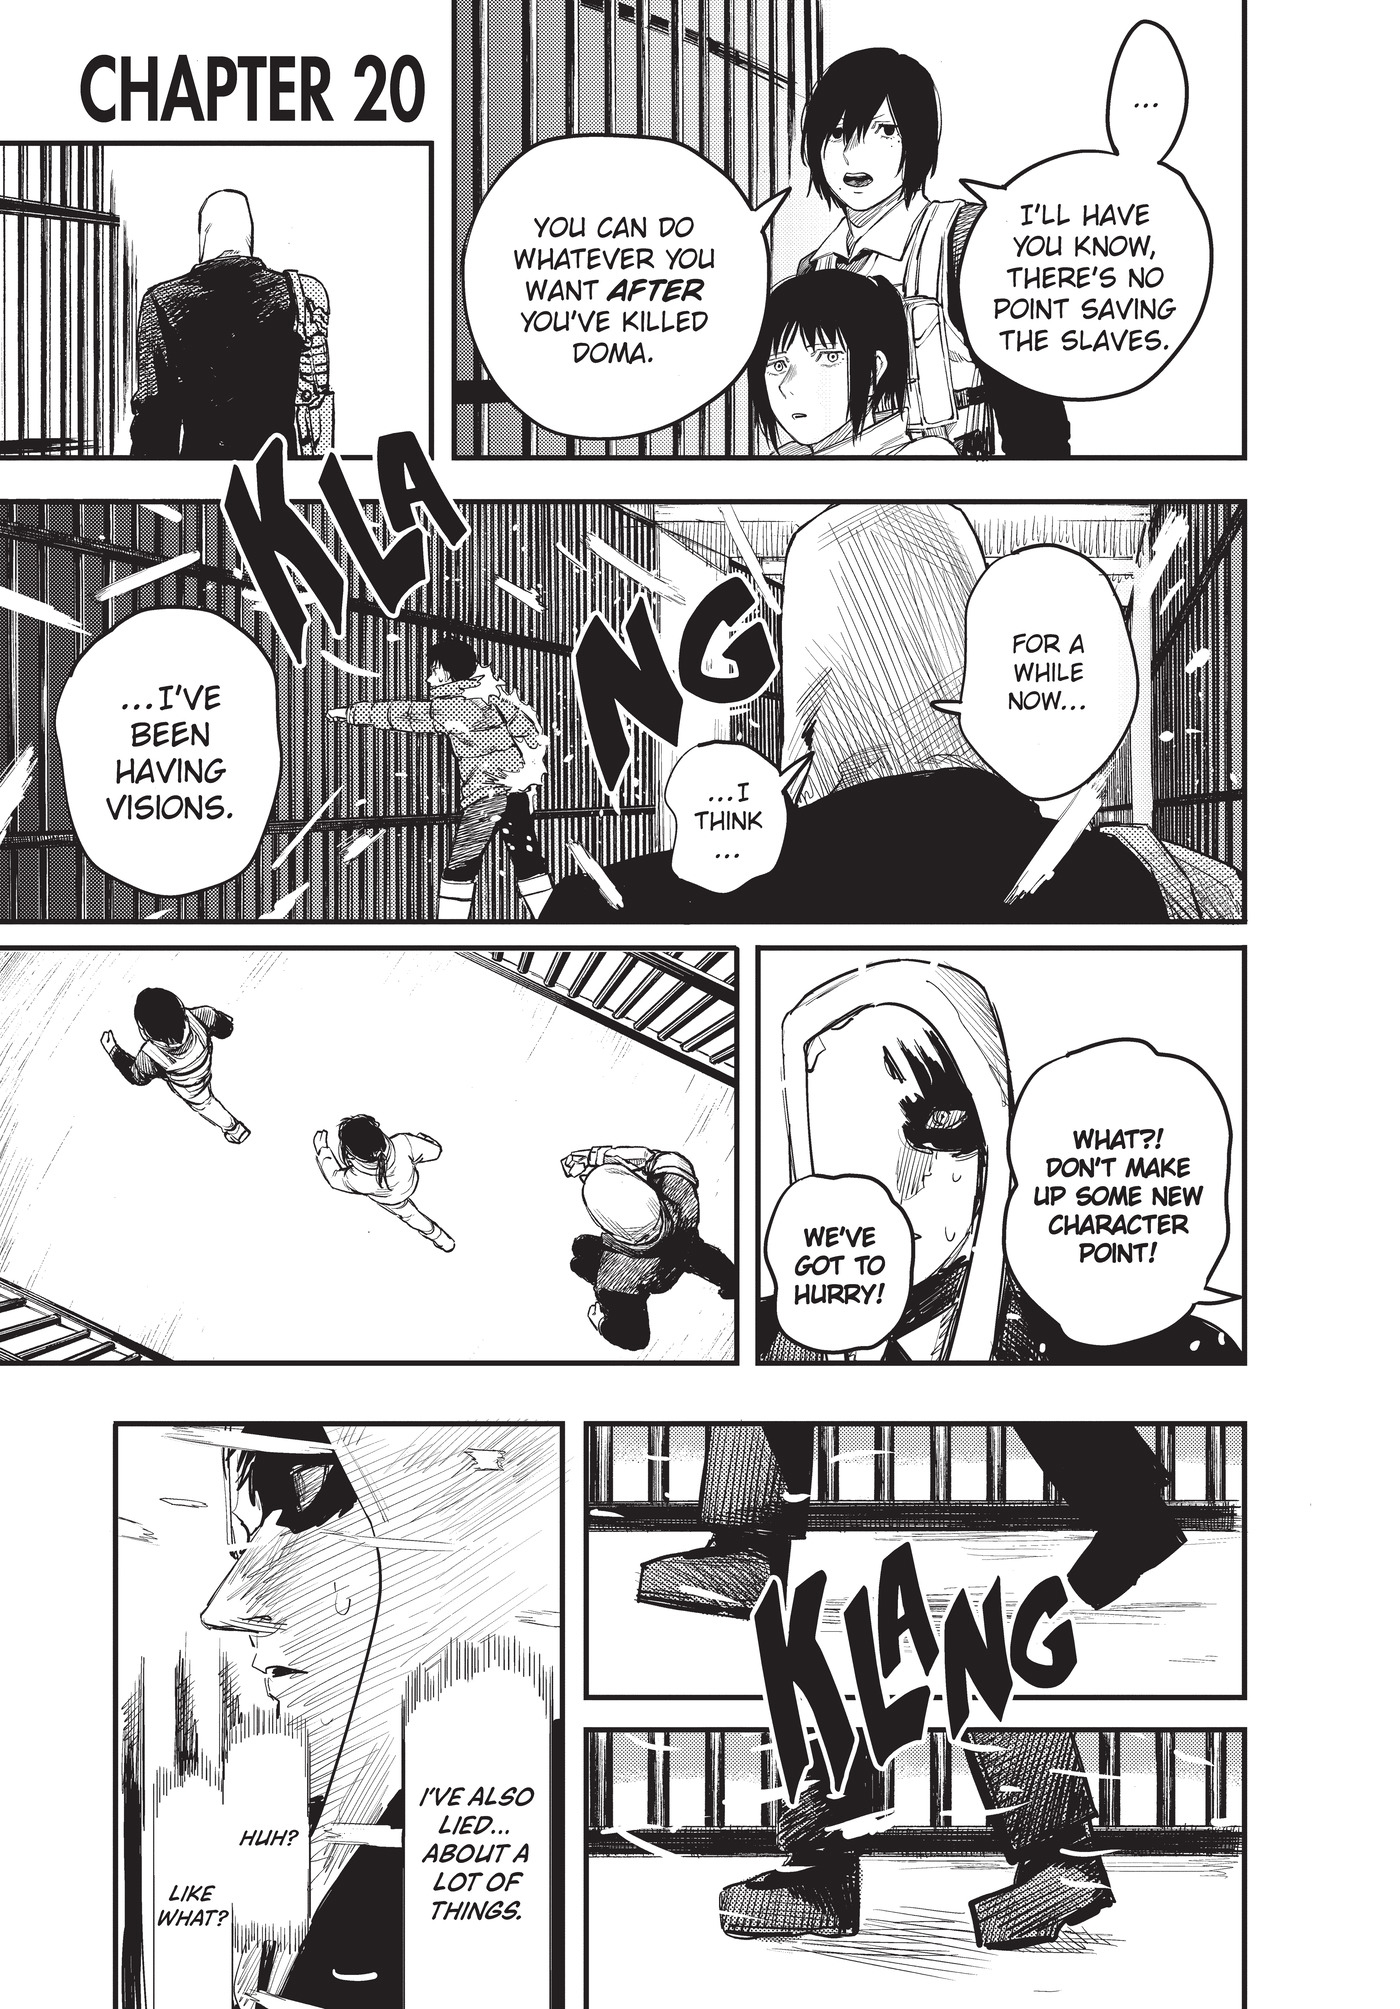 CHAPTER 20
...
I'LL HAVE
YOU KNOW,
THERE'S NO
POINT SAVING
THE SLAVES.
YOU CAN DO
WHATEVER YOU
WANT AFTER
YOU'VE KILLED
DOMA.
KLANG
FOR A
WHILE
NOW...
...I
THINK
...
...I'VE
BEEN
HAVING
VISIONS.
WHAT?!
DON'T MAKE
UP SOME NEW
CHARACTER
POINT!
WE'VE
GOT TO
HURRY!
KLANG
I'VE ALSO
LIED...
ABOUT A
LOT OF
THINGS.
HUH?
LIKE
WHAT?